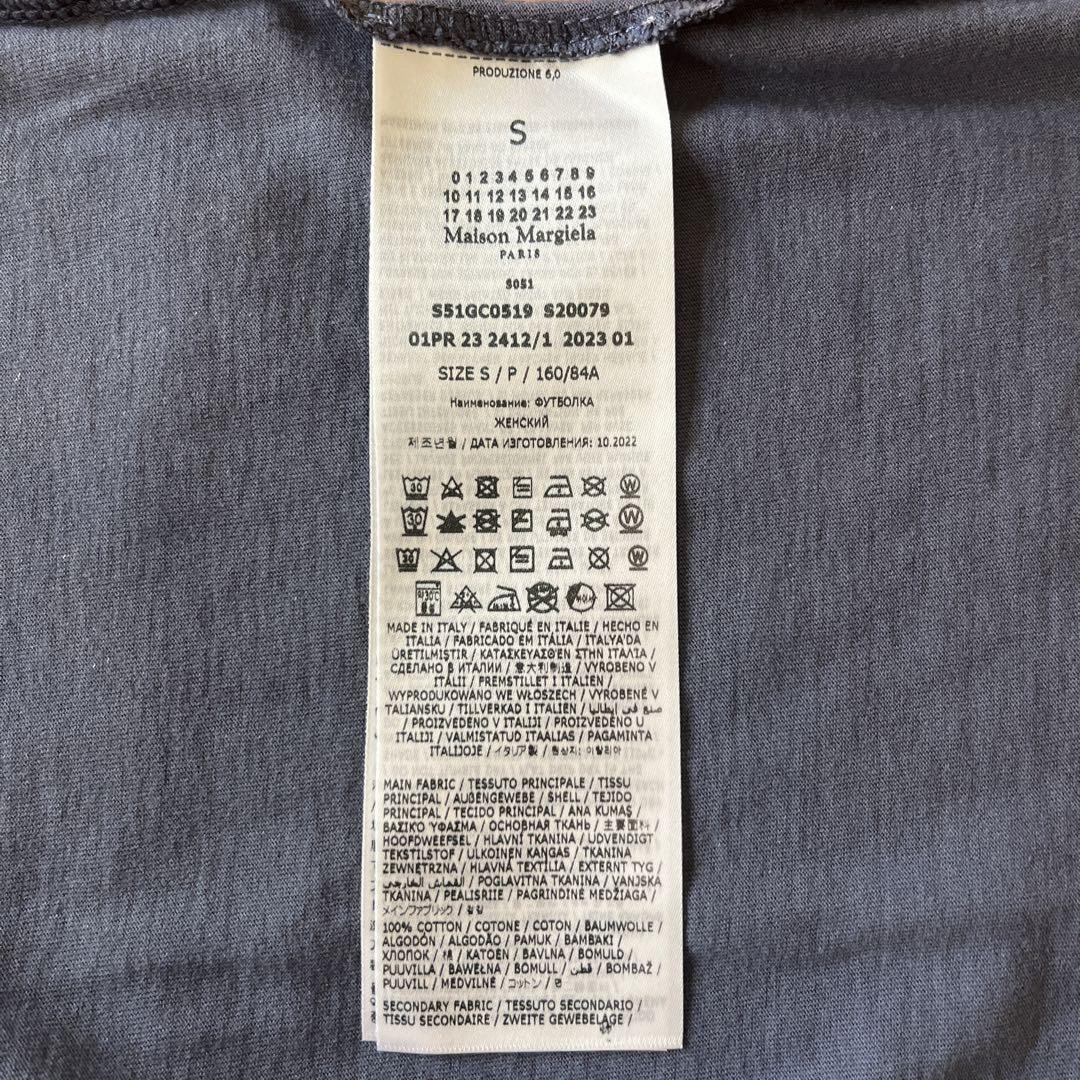 PRODUZIONE 6,0
S
0 1 2 3 4 5 6 7 8 9
10 11 12 13 14 15 16
17 18 19 20 21 22 23
Maison Margiela
PARIS
S051
S51GC0519 S20079
01PR 23 2412/1 2023 01
SIZE S / P / 160/84A
Наименование: ФУТБОЛКА
ЖЕНСКИЙ
제조년월 / ДАТА ИЗГОТОВЛЕНИЯ: 10.2022
30 W
30 W
30 W
30°C
MADE IN ITALY / FABRIQUÉ EN ITALIE / HECHO EN
ITALIA / FABRICADO EM ITÁLIA / ITALYA'DA
ÜRETILMIŞTIR / ΚΑΤΑΣΚΕΥΑΣΘΕΝ ΣΤΗΝ ΙΤΑΛΙΑ /
СДЕЛАНО В ИТАЛИИ / 意大利制造 / VYROBENO V
ITÁLII / FREMSTILLET I ITALIEN /
WYPRODUKOWANO WE WŁOSZECH / VYROBENÉ V
TALIANSKU / TILLVERKAD I ITALIEN / صنع في إيطاليا
/ PROIZVEDENO V ITALIJI / PROIZVEDENO U
ITALIJI / VALMISTATUD ITAALIAS / PAGAMINTA
ITALIJOJE / イタリア製 / 원산지: 이탈리아
MAIN FABRIC / TESSUTO PRINCIPALE / TISSU
PRINCIPAL / AUßENGEWEBE / SHELL / TEJIDO
PRINCIPAL / TECIDO PRINCIPAL / ANA KUMAŞ /
ΒΑΣΙΚΟ ΥΦΑΣΜΑ / ОСНОВНАЯ ТКАНЬ / 主要面料 /
HOOFDWEEFSEL / HLAVNÍ TKANINA / UDVENDIGT
TEKSTILSTOF / ULKOINEN KANGAS / TKANINA
ZEWNĘTRZNA / HLAVNÁ TEXTÍLIA / EXTERNT TYG /
القماش الخارجي / POGLAVITNA TKANINA / VANJSKA
TKANINA / PEALISRIIE / PAGRINDINĖ MEDŽIAGA /
メインファブリック / 겉감
100% COTTON / COTONE / COTON / BAUMWOLLE /
ALGODÓN / ALGODÃO / PAMUK / BAMBAKI /
ХЛОПОК / 棉 / KATOEN / BAVLNA / BOMULD /
PUUVILLA / BAWEŁNA / BOMULL / قطن / BOMBAŽ /
PUUVILL / MEDVILNĖ / コットン / 면
SECONDARY FABRIC / TESSUTO SECONDARIO /
TISSU SECONDAIRE / ZWEITE GEWEBELAGE /